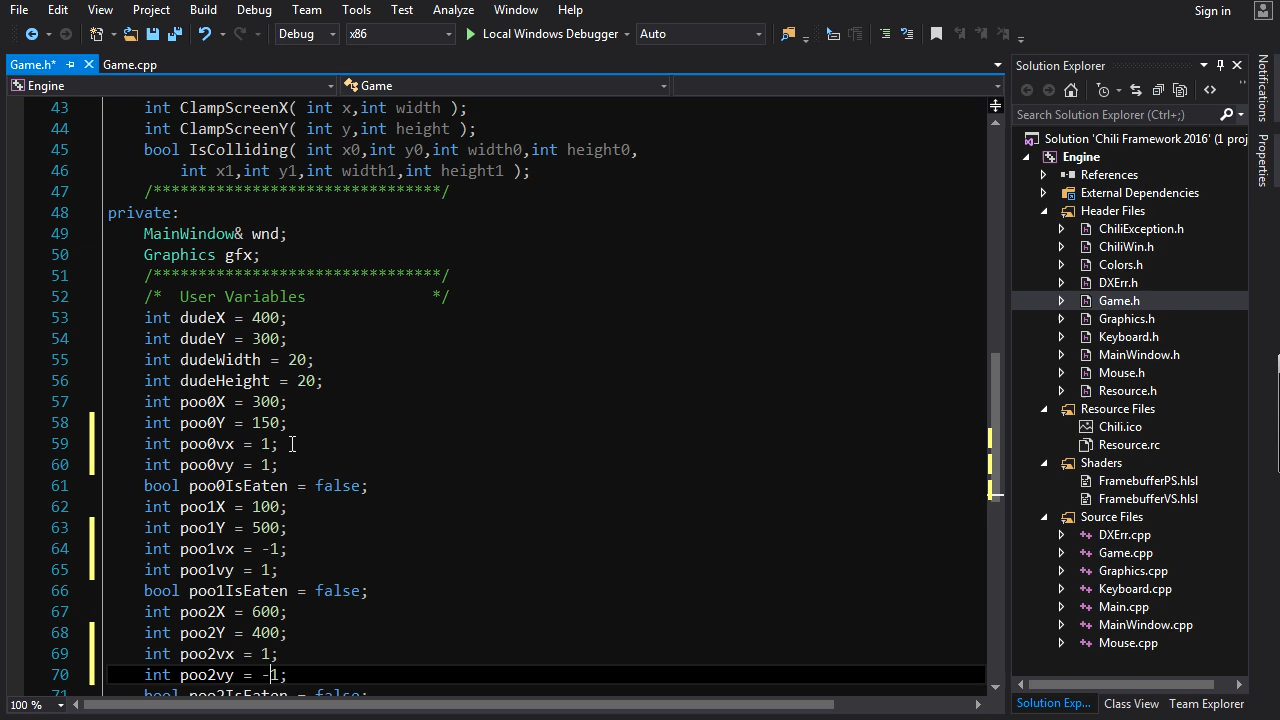 File Edit View Project Build Debug Team Tools Test Analyze Window Help Sign in
Debug x86 Local Windows Debugger Auto
Game.h* Game.cpp
Engine Game
43 int ClampScreenX( int x,int width );
44 int ClampScreenY( int y,int height );
45 bool IsColliding( int x0,int y0,int width0,int height0,
46 int x1,int y1,int width1,int height1 );
47 /********************************/
48 private:
49 MainWindow& wnd;
50 Graphics gfx;
51 /********************************/
52 /* User Variables */
53 int dudeX = 400;
54 int dudeY = 300;
55 int dudeWidth = 20;
56 int dudeHeight = 20;
57 int poo0X = 300;
58 int poo0Y = 150;
59 int poo0vx = 1;
60 int poo0vy = 1;
61 bool poo0IsEaten = false;
62 int poo1X = 100;
63 int poo1Y = 500;
64 int poo1vx = -1;
65 int poo1vy = 1;
66 bool poo1IsEaten = false;
67 int poo2X = 600;
68 int poo2Y = 400;
69 int poo2vx = 1;
70 int poo2vy = -1;
71 bool poo2IsEaten = false;
100 %
Solution Explorer
Search Solution Explorer (Ctrl+;)
Solution 'Chili Framework 2016' (1 proj
Engine
References
External Dependencies
Header Files
ChiliException.h
ChiliWin.h
Colors.h
DXErr.h
Game.h
Graphics.h
Keyboard.h
MainWindow.h
Mouse.h
Resource.h
Resource Files
Chili.ico
Resource.rc
Shaders
FramebufferPS.hlsl
FramebufferVS.hlsl
Source Files
DXErr.cpp
Game.cpp
Graphics.cpp
Keyboard.cpp
Main.cpp
MainWindow.cpp
Mouse.cpp
Solution Exp... Class View Team Explorer
Notifications
Properties